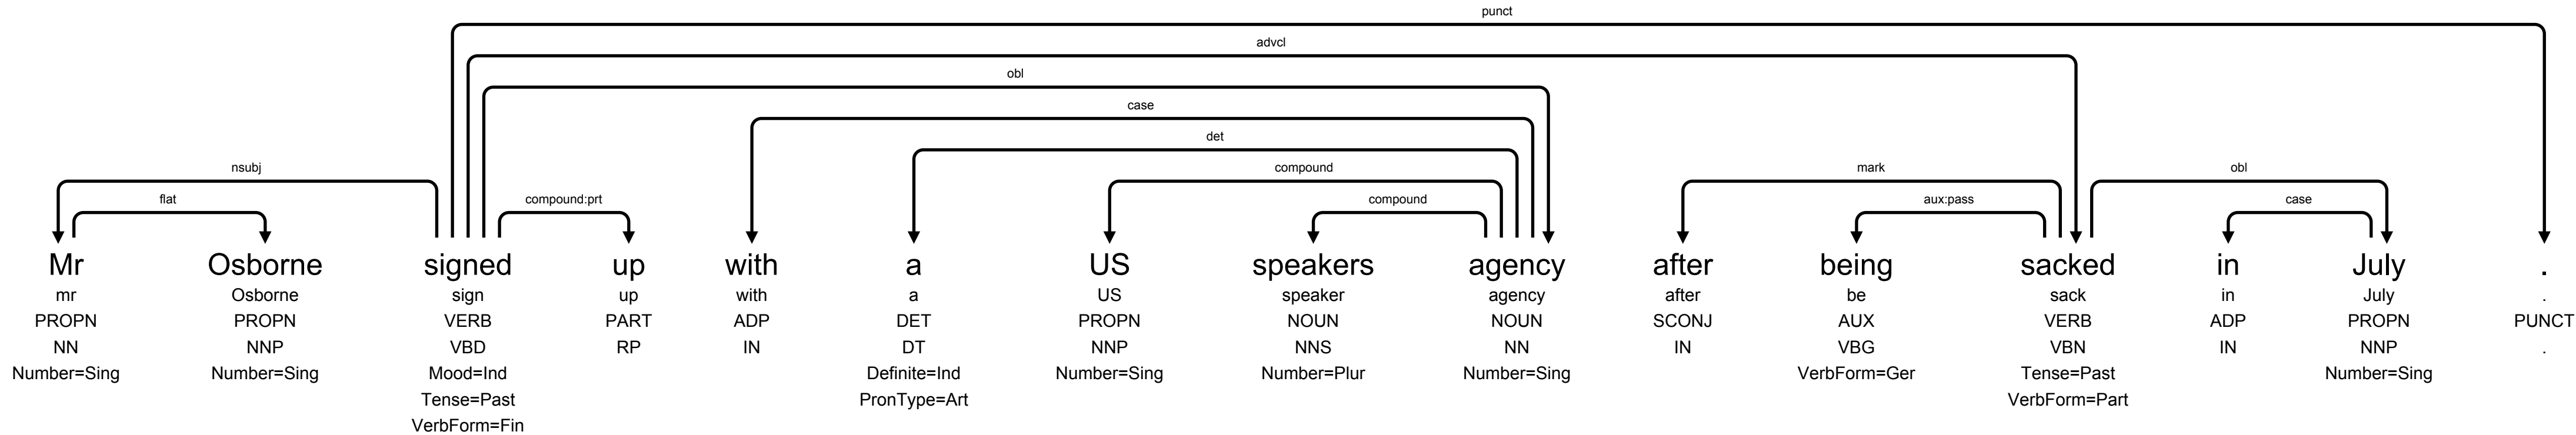 punct
advcl
obl
case
det
nsubj compound mark obl
flat compound:prt compound aux:pass case
Mr Osborne signed up with a US speakers agency after being sacked in July .
mr Osborne sign up with a US speaker agency after be sack in July .
PROPN PROPN VERB PART ADP DET PROPN NOUN NOUN SCONJ AUX VERB ADP PROPN PUNCT
NN NNP VBD RP IN DT NNP NNS NN IN VBG VBN IN NNP .
Number=Sing Number=Sing Mood=Ind Definite=Ind Number=Sing Number=Plur Number=Sing VerbForm=Ger Tense=Past Number=Sing
Tense=Past PronType=Art VerbForm=Part
VerbForm=Fin